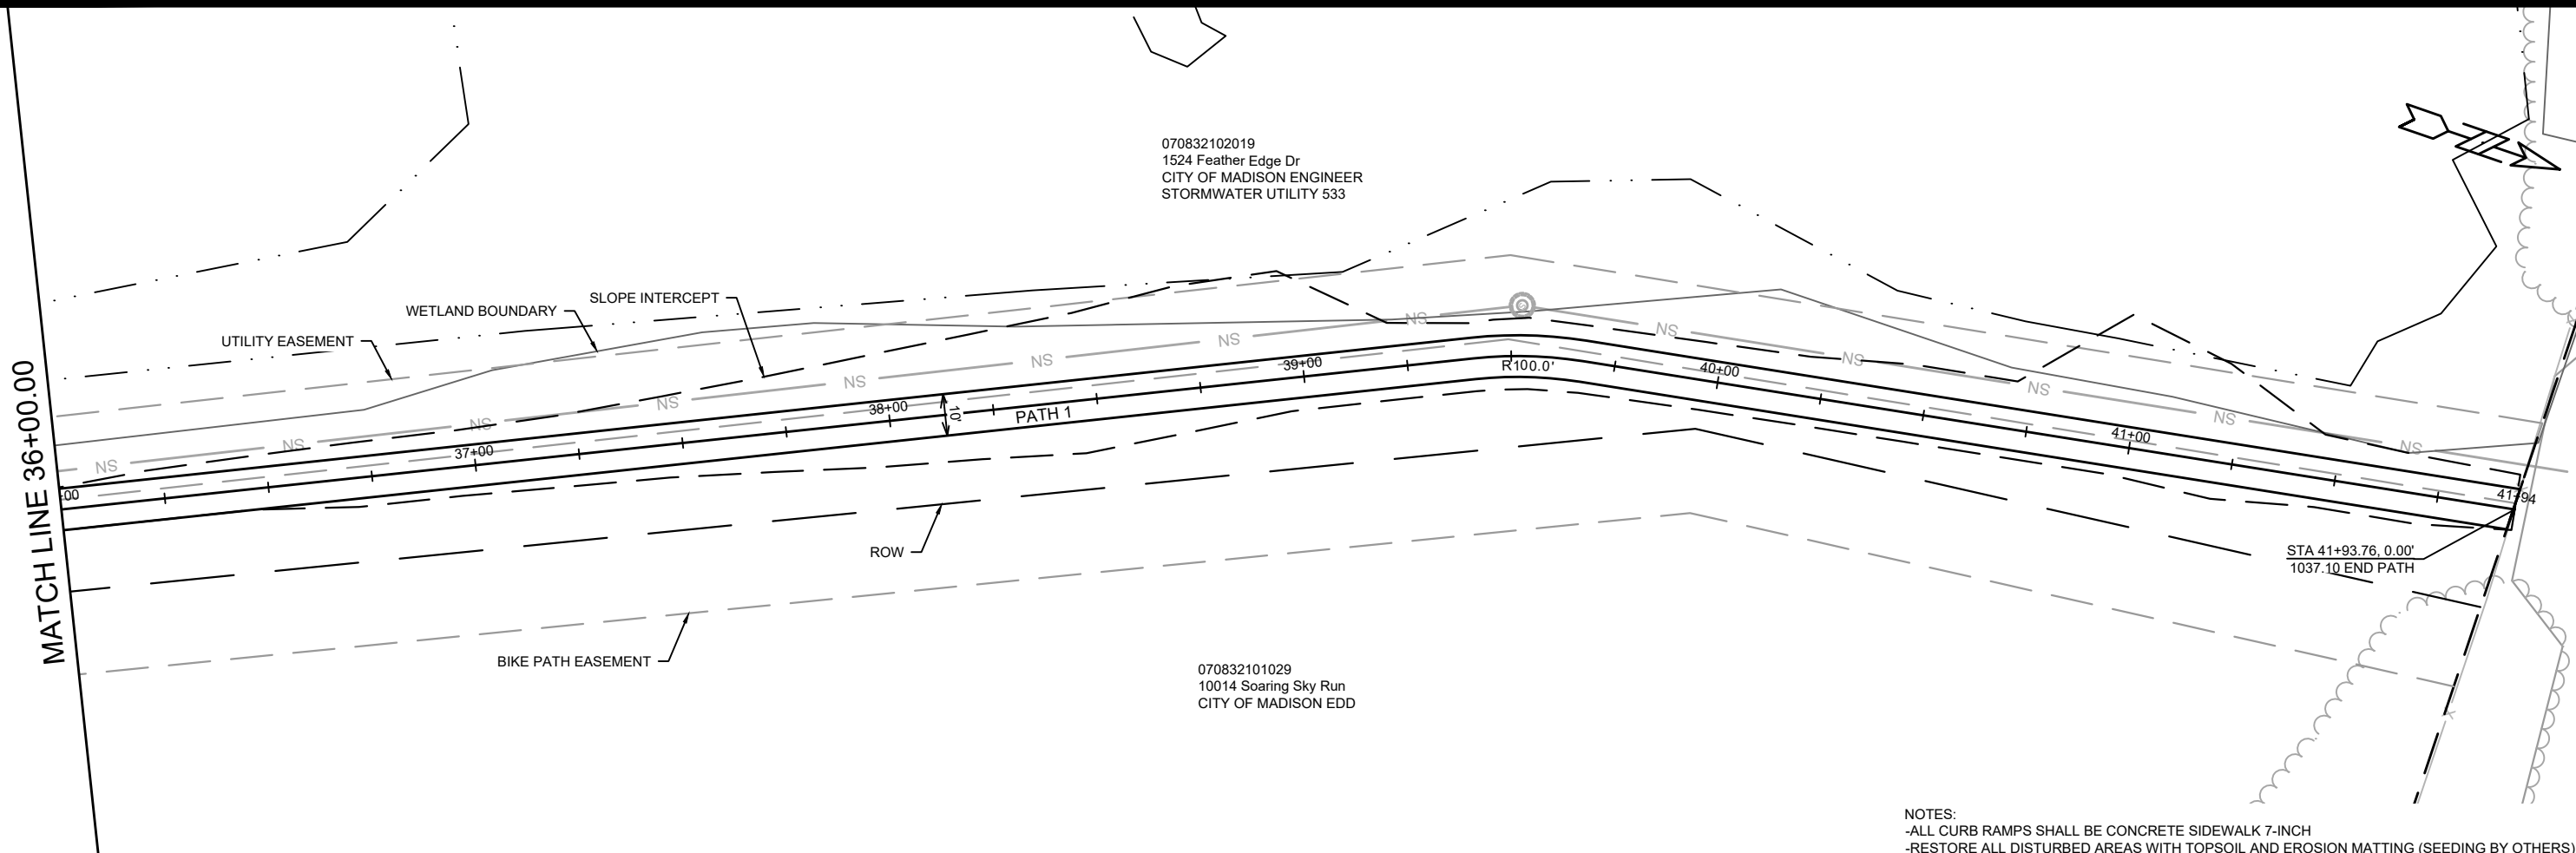 070832102019
1524 Feather Edge Dr
CITY OF MADISON ENGINEER
STORMWATER UTILITY 533
SLOPE INTERCEPT
WETLAND BOUNDARY
UTILITY EASEMENT
MATCH LINE 36+00.00
NS
NS
NS
NS
NS
NS
NS
NS
NS
NS
NS
NS
NS
:00
37+00
38+00
10'
PATH 1
39+00
R100.0'
40+00
41+00
41+94
STA 41+93.76, 0.00'
1037.10 END PATH
ROW
BIKE PATH EASEMENT
070832101029
10014 Soaring Sky Run
CITY OF MADISON EDD
NOTES:
-ALL CURB RAMPS SHALL BE CONCRETE SIDEWALK 7-INCH
-RESTORE ALL DISTURBED AREAS WITH TOPSOIL AND EROSION MATTING (SEEDING BY OTHERS)